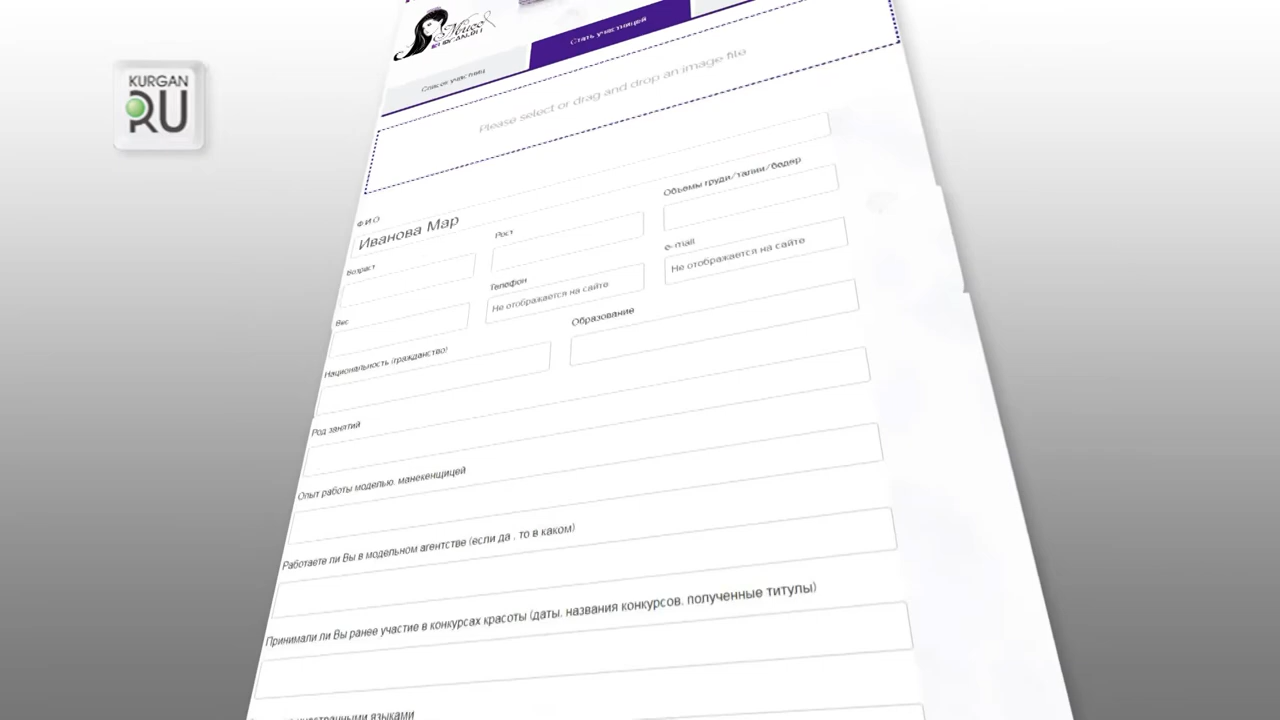 KURGAN
RU
Мисс
Список участниц
Стать участницей
Please select or drag and drop an image file
Ф.И.О
Иванова Мар
Возраст
Рост
Объемы груди/талии/бедер
Вес
Телефон
Не отображается на сайте
e-mail
Не отображается на сайте
Национальность (гражданство)
Образование
Род занятий
Опыт работы моделью, манекенщицей
Работаете ли Вы в модельном агентстве (если да , то в каком)
Принимали ли Вы ранее участие в конкурсах красоты (даты, названия конкурсов, полученные титулы)
иностранными языками